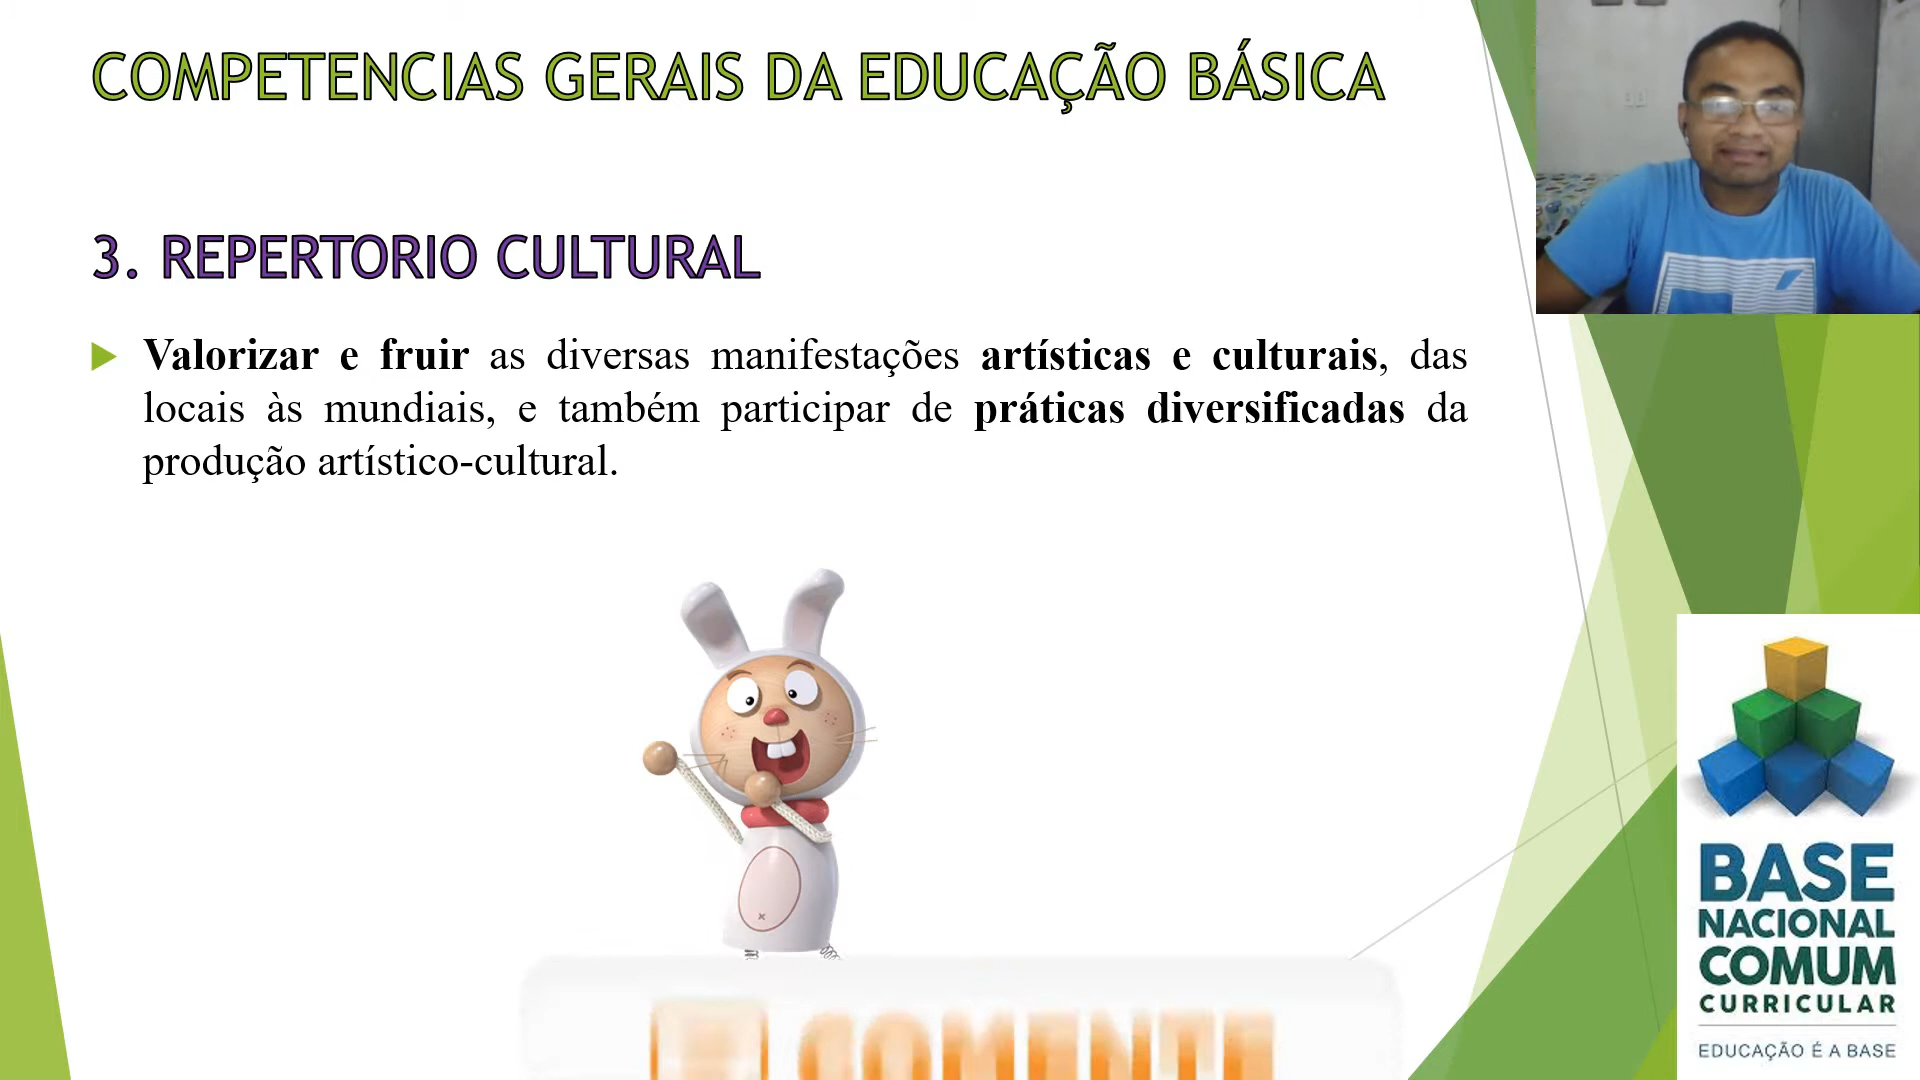 COMPETENCIAS GERAIS DA EDUCAÇÃO BÁSICA
3. REPERTORIO CULTURAL
Valorizar e fruir as diversas manifestações artísticas e culturais, das
locais às mundiais, e também participar de práticas diversificadas da
produção artístico-cultural.
COMENTE
BASE
NACIONAL
COMUM
CURRICULAR
EDUCAÇÃO É A BASE